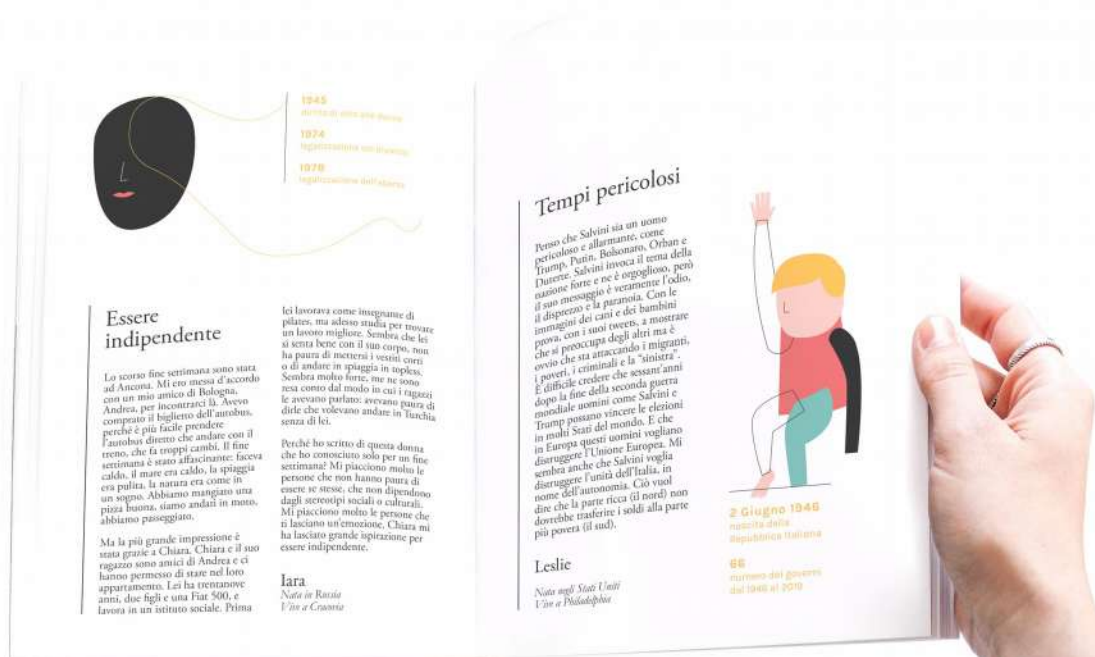 1945
diritto di voto alle donne
1974
legalizzazione del divorzio
1978
legalizzazione dell'aborto
Essere
indipendente
Lo scorso fine settimana sono stata
ad Ancona. Mi ero messa d'accordo
con un mio amico di Bologna,
Andrea, per incontrarci là. Avevo
comprato il biglietto dell'autobus,
perché è più facile prendere
l'autobus diretto che andare con il
treno, che fa troppi cambi. Il fine
settimana è stato affascinante: faceva
caldo, il mare era caldo, la spiaggia
era pulita, la natura era come in
un sogno. Abbiamo mangiato una
pizza buona, siamo andati in moto,
abbiamo passeggiato.
Ma la più grande impressione è
stata grazie a Chiara. Chiara e il suo
ragazzo sono amici di Andrea e ci
hanno permesso di stare nel loro
appartamento. Lei ha trentanove
anni, due figli e una Fiat 500, e
lavora in un istituto sociale. Prima
lei lavorava come insegnante di
pilates, ma adesso studia per trovare
un lavoro migliore. Sembra che lei
si senta bene con il suo corpo, non
ha paura di mettersi i vestiti corti
o di andare in spiaggia in topless.
Sembra molto forte, me ne sono
resa conto dal modo in cui i ragazzi
le avevano parlato: avevano paura di
dirle che volevano andare in Turchia
senza di lei.
Perché ho scritto di questa donna
che ho conosciuto solo per un fine
settimana? Mi piacciono molto le
persone che non hanno paura di
essere se stesse, che non dipendono
dagli stereotipi sociali o culturali.
Mi piacciono molto le persone che
ti lasciano un'emozione. Chiara mi
ha lasciato grande ispirazione per
essere indipendente.
Iara
Nata in Russia
Vive a Cracovia
Tempi pericolosi
Penso che Salvini sia un uomo
pericoloso e allarmante, come
Trump, Putin, Bolsonaro, Orban e
Duterte. Salvini invoca il tema della
nazione forte e ne è orgoglioso, però
il suo messaggio è veramente l'odio,
il disprezzo e la paranoia. Con le
immagini dei cani e dei bambini
prova, con i suoi tweets, a mostrare
che si preoccupa degli altri ma è
ovvio che sta attaccando i migranti,
i poveri, i criminali e la "sinistra".
È difficile credere che sessant'anni
dopo la fine della seconda guerra
mondiale uomini come Salvini e
Trump possano vincere le elezioni
in molti Stati del mondo. E che
in Europa questi uomini vogliano
distruggere l'Unione Europea. Mi
sembra anche che Salvini voglia
distruggere l'unità dell'Italia, in
nome dell'autonomia. Ciò vuol
dire che la parte ricca (il nord) non
dovrebbe trasferire i soldi alla parte
più povera (il sud).
Leslie
Nata negli Stati Uniti
Vive a Philadelphia
2 Giugno 1946
nascita della
Repubblica Italiana
66
numero dei governi
dal 1946 al 2019